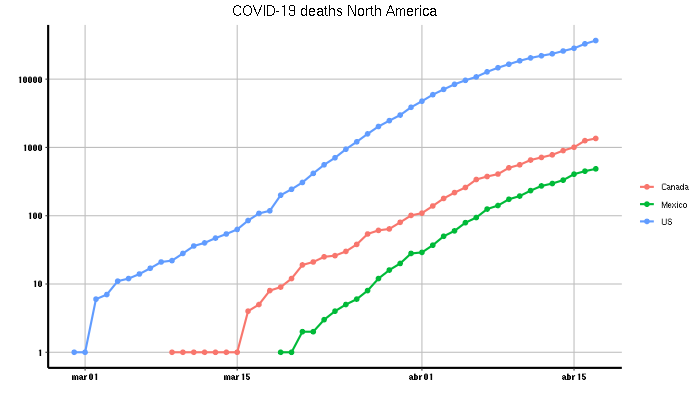 COVID-19 deaths North America
10000
1000
100
10
1
mar 01
mar 15
abr 01
abr 15
Canada
Mexico
US